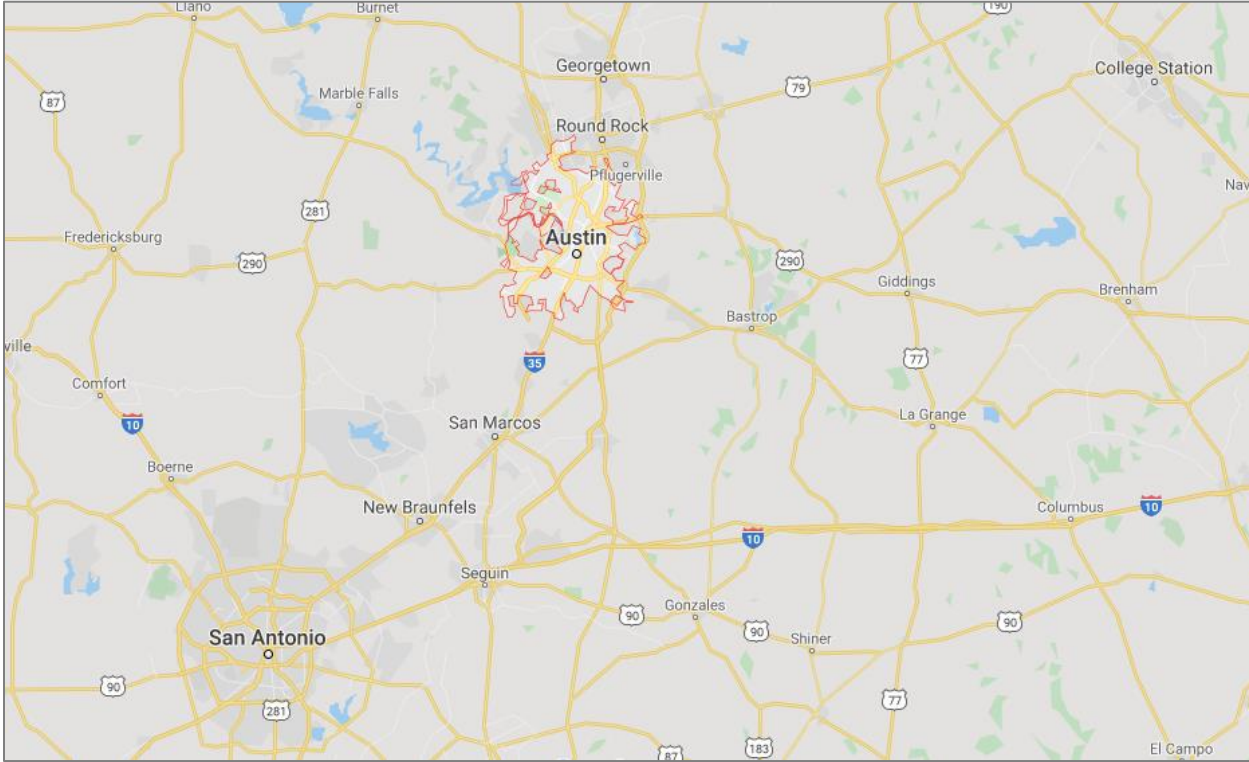 Llano
Burnet
190
Georgetown
College Station
87
Marble Falls
79
Round Rock
Pflugerville
Nav
281
Fredericksburg
Austin
290
290
Giddings
Brenham
Bastrop
ville
35
77
Comfort
10
La Grange
San Marcos
Boerne
New Braunfels
Columbus
10
10
Seguin
90
Gonzales
90
90
Shiner
San Antonio
90
281
77
183
87
El Campo